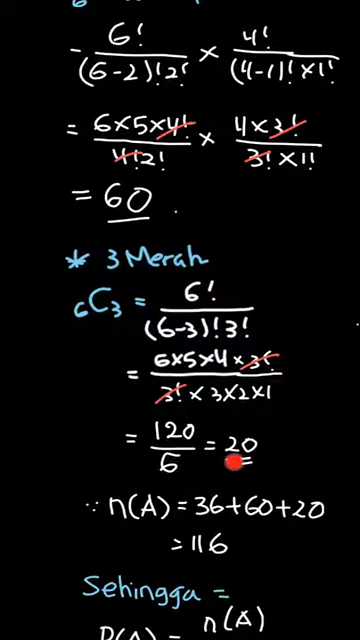 = 6! / (6-2)!2! × 4! / (4-1)!×1!
= 6×5×4! / 4!2! × 4×3! / 3!×1!
= 60
* 3 Merah
₆C₃ = 6! / (6-3)!3!
= 6×5×4×3! / 3!×3×2×1
= 120 / 6 = 20
∵ n(A) = 36+60+20
= 116
Sehingga =
P(A) = n(A)